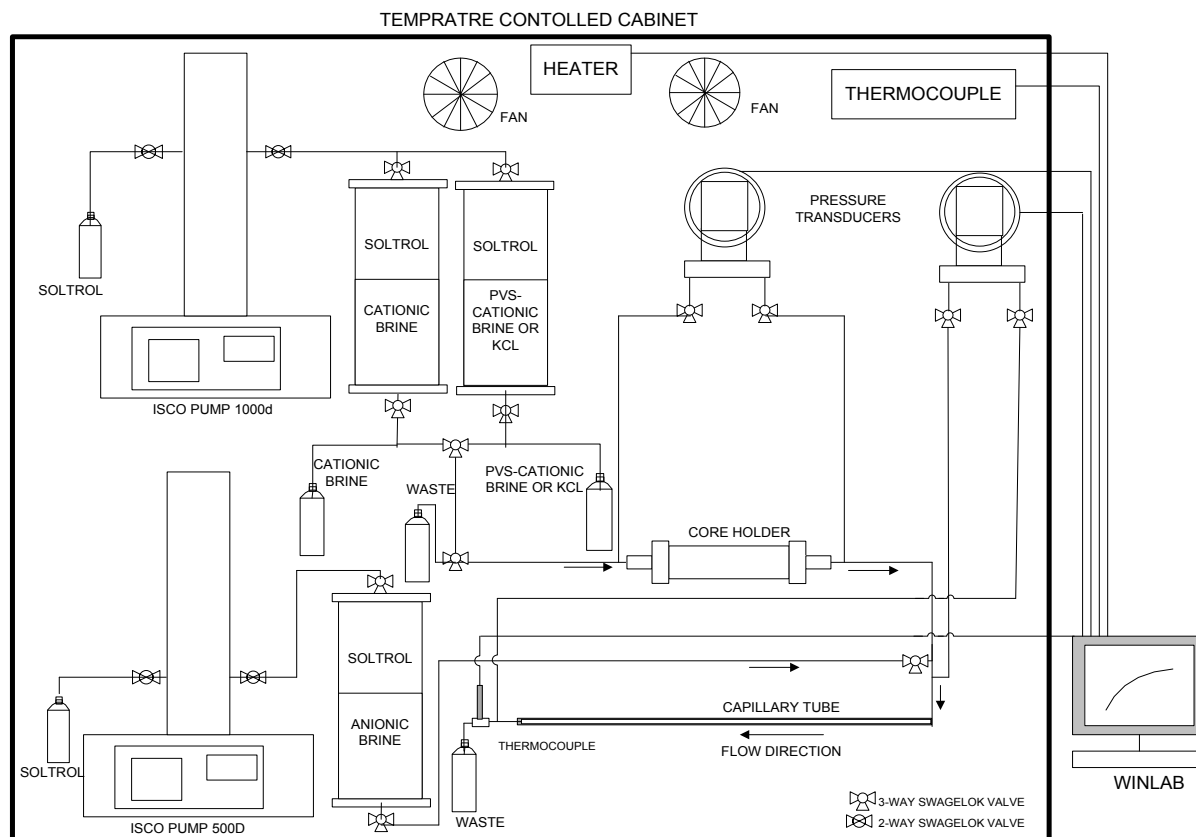 TEMPRATRE CONTOLLED CABINET
HEATER
FAN
FAN
THERMOCOUPLE
SOLTROL
ISCO PUMP 1000d
SOLTROL
CATIONIC
BRINE
SOLTROL
PVS-
CATIONIC
BRINE OR
KCL
PRESSURE
TRANSDUCERS
CATIONIC
BRINE
PVS-CATIONIC
BRINE OR KCL
WASTE
CORE HOLDER
SOLTROL
ISCO PUMP 500D
SOLTROL
ANIONIC
BRINE
THERMOCOUPLE
WASTE
CAPILLARY TUBE
FLOW DIRECTION
WINLAB
3-WAY SWAGELOK VALVE
2-WAY SWAGELOK VALVE